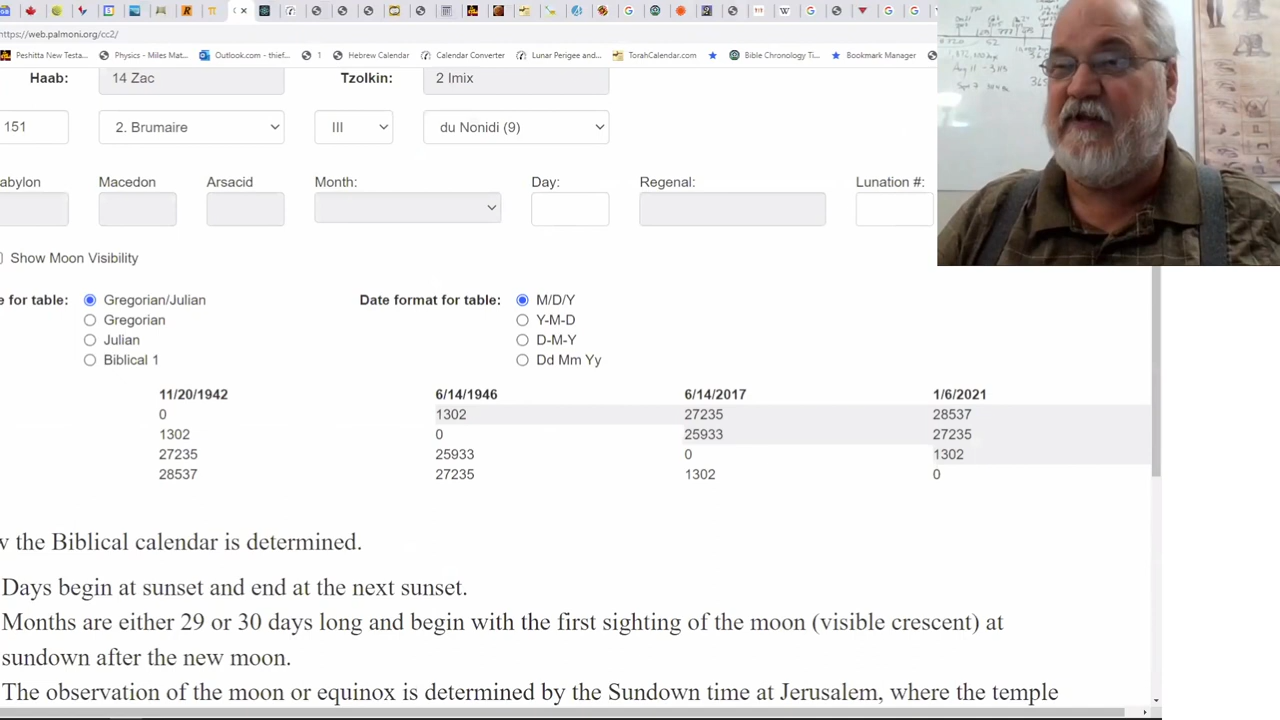 https://web.palmoni.org/cc2/
Peshitta New Testa... Physics - Miles Mat... Outlook.com - thief... Hebrew Calendar Calendar Converter Lunar Perigee and... TorahCalendar.com Bible Chronology Ti... Bookmark Manager
Haab: 14 Zac Tzolkin: 2 Imix
151 2. Brumaire III du Nonidi (9)
abylon Macedon Arsacid Month: Day: Regenal: Lunation #:
Show Moon Visibility
e for table: Gregorian/Julian Date format for table: M/D/Y
Gregorian Y-M-D
Julian D-M-Y
Biblical 1 Dd Mm Yy
11/20/1942 6/14/1946 6/14/2017 1/6/2021
0 1302 27235 28537
1302 0 25933 27235
27235 25933 0 1302
28537 27235 1302 0
w the Biblical calendar is determined.
Days begin at sunset and end at the next sunset.
Months are either 29 or 30 days long and begin with the first sighting of the moon (visible crescent) at
sundown after the new moon.
The observation of the moon or equinox is determined by the Sundown time at Jerusalem, where the temple